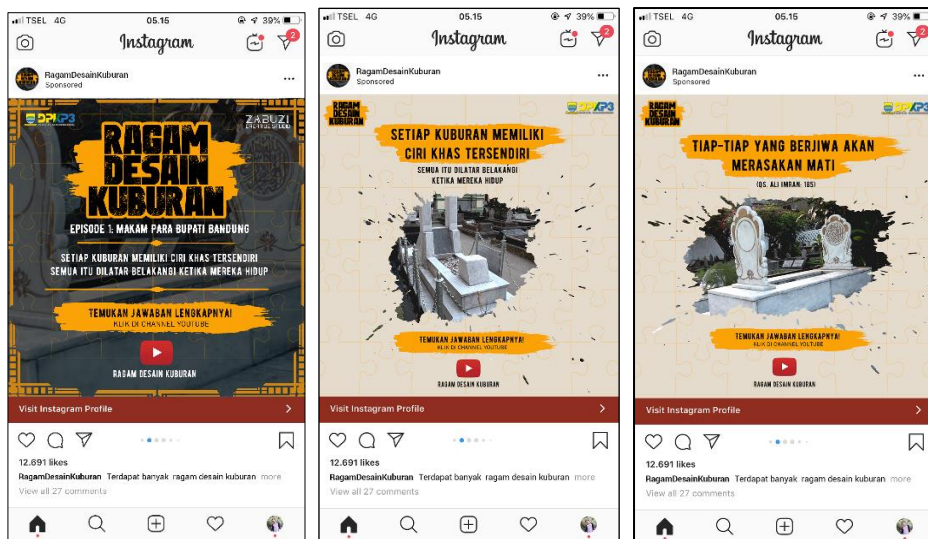 TSEL 4G 05.15 39%
Instagram
2
RagamDesainKuburan
Sponsored
DPKP3
ZABUZI
CREATIVE STUDIO
RAGAM
DESAIN
KUBURAN
EPISODE 1: MAKAM PARA BUPATI BANDUNG
SETIAP KUBURAN MEMILIKI CIRI KHAS TERSENDIRI
SEMUA ITU DILATAR BELAKANGI KETIKA MEREKA HIDUP
TEMUKAN JAWABAN LENGKAPNYA!
KLIK DI CHANNEL YOUTUBE
RAGAM DESAIN KUBURAN
Visit Instagram Profile
12.691 likes
RagamDesainKuburan Terdapat banyak ragam desain kuburan more
View all 27 comments
TSEL 4G 05.15 39%
Instagram
2
RagamDesainKuburan
Sponsored
RAGAM
DESAIN
KUBURAN
DPKP3
SETIAP KUBURAN MEMILIKI
CIRI KHAS TERSENDIRI
SEMUA ITU DILATAR BELAKANGI
KETIKA MEREKA HIDUP
TEMUKAN JAWABAN LENGKAPNYA!
KLIK DI CHANNEL YOUTUBE
RAGAM DESAIN KUBURAN
Visit Instagram Profile
12.691 likes
RagamDesainKuburan Terdapat banyak ragam desain kuburan more
View all 27 comments
TSEL 4G 05.15 39%
Instagram
2
RagamDesainKuburan
Sponsored
RAGAM
DESAIN
KUBURAN
DPKP3
TIAP-TIAP YANG BERJIWA AKAN
MERASAKAN MATI
(QS. ALI IMRAN: 185)
TEMUKAN JAWABAN LENGKAPNYA!
KLIK DI CHANNEL YOUTUBE
RAGAM DESAIN KUBURAN
Visit Instagram Profile
12.691 likes
RagamDesainKuburan Terdapat banyak ragam desain kuburan more
View all 27 comments